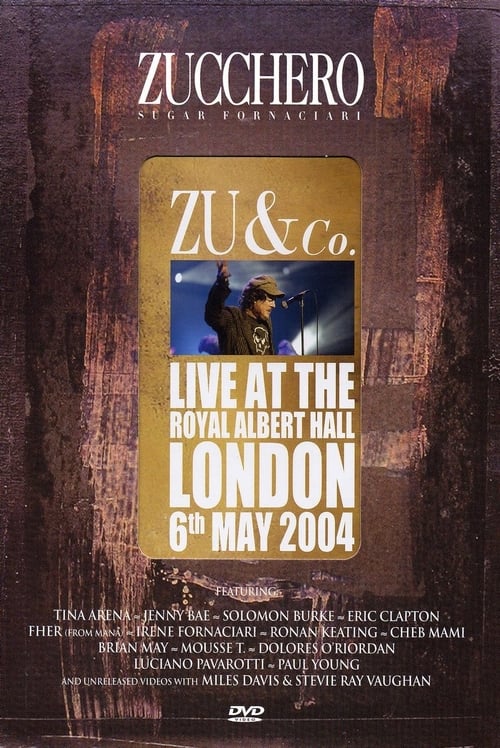 ZUCCHERO
SUGAR FORNACIARI
ZU & Co.
LIVE AT THE
ROYAL ALBERT HALL
LONDON
6th MAY 2004
FEATURING:
TINA ARENA ~ JENNY BAE ~ SOLOMON BURKE ~ ERIC CLAPTON
FHER (FROM MANÁ) ~ IRENE FORNACIARI ~ RONAN KEATING ~ CHEB MAMI
BRIAN MAY ~ MOUSSE T. ~ DOLORES O'RIORDAN
LUCIANO PAVAROTTI ~ PAUL YOUNG
AND UNRELEASED VIDEOS WITH MILES DAVIS & STEVIE RAY VAUGHAN
DVD
VIDEO